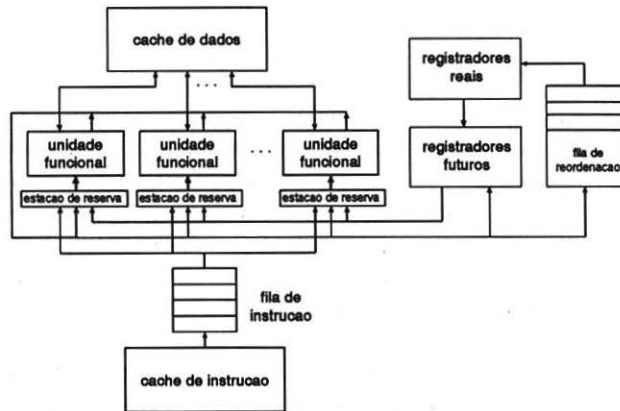 cache de dados
registradores
reais
unidade
funcional
unidade
funcional
unidade
funcional
registradores
futuros
fila de
reordenacao
estacao de reserva
estacao de reserva
estacao de reserva
fila de
instrucao
cache de instrucao